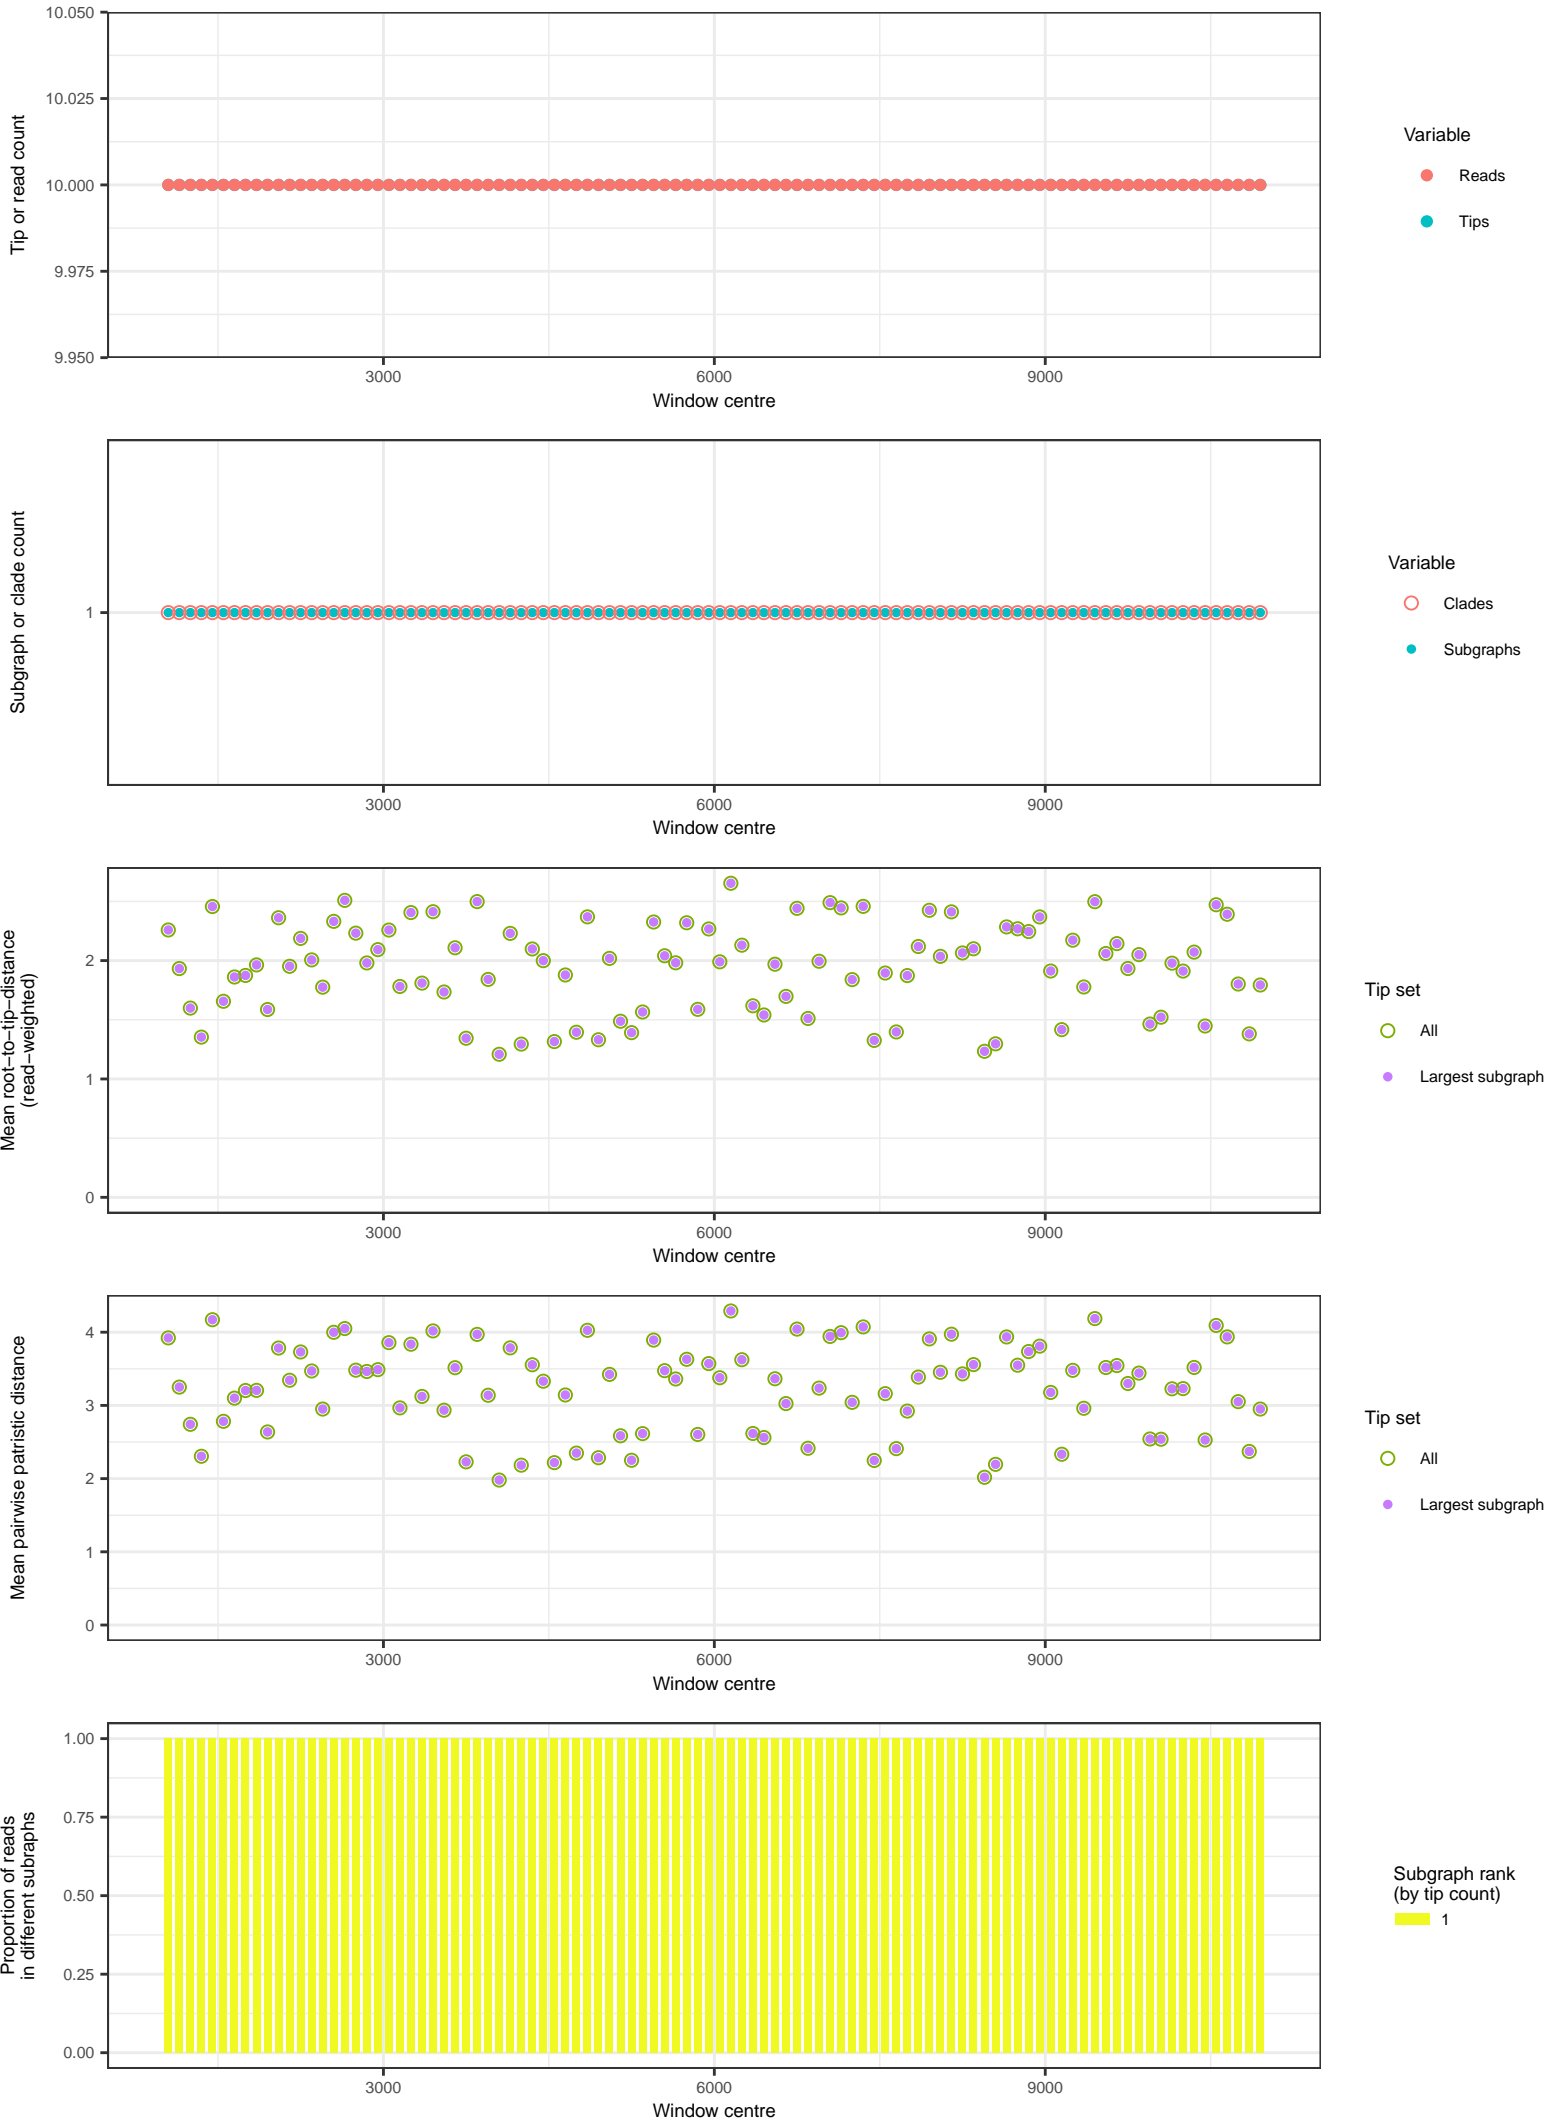 10.050
10.025
10.000
9.975
9.950
Tip or read count
3000 6000 9000
Window centre
Variable
Reads
Tips
1
Subgraph or clade count
3000 6000 9000
Window centre
Variable
Clades
Subgraphs
2
1
0
Mean root−to−tip−distance
(read−weighted)
3000 6000 9000
Window centre
Tip set
All
Largest subgraph
4
3
2
1
0
Mean pairwise patristic distance
3000 6000 9000
Window centre
Tip set
All
Largest subgraph
1.00
0.75
0.50
0.25
0.00
Proportion of reads
in different subraphs
3000 6000 9000
Window centre
Subgraph rank
(by tip count)
1